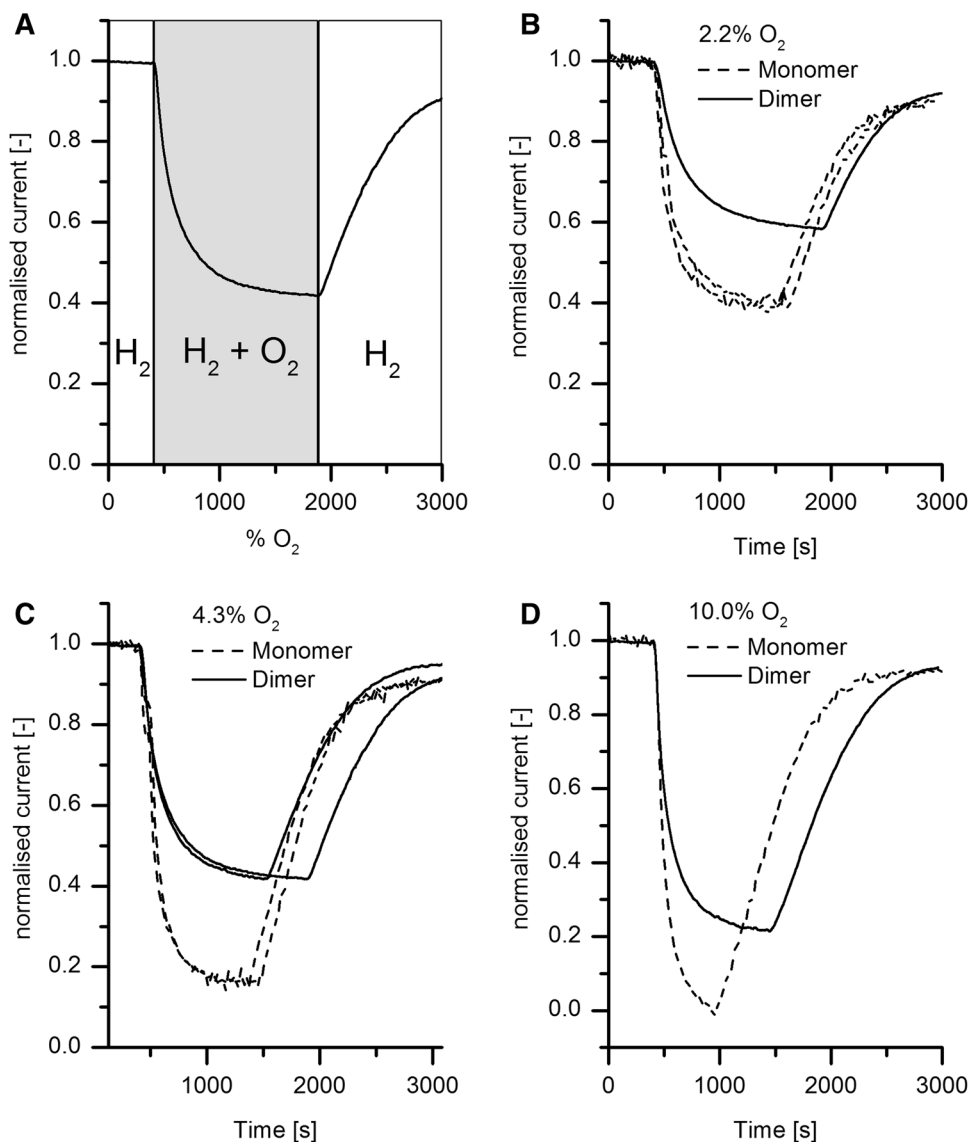 A
normalised current [-]
1.0
0.8
0.6
0.4
0.2
0.0
H2
H2 + O2
H2
0 1000 2000 3000
% O2
B
normalised current [-]
2.2% O2
Monomer
Dimer
1.0
0.8
0.6
0.4
0.2
0.0
0 1000 2000 3000
Time [s]
C
normalised current [-]
4.3% O2
Monomer
Dimer
1.0
0.8
0.6
0.4
0.2
0.0
1000 2000 3000
Time [s]
D
normalised current [-]
10.0% O2
Monomer
Dimer
1.0
0.8
0.6
0.4
0.2
0.0
0 1000 2000 3000
Time [s]